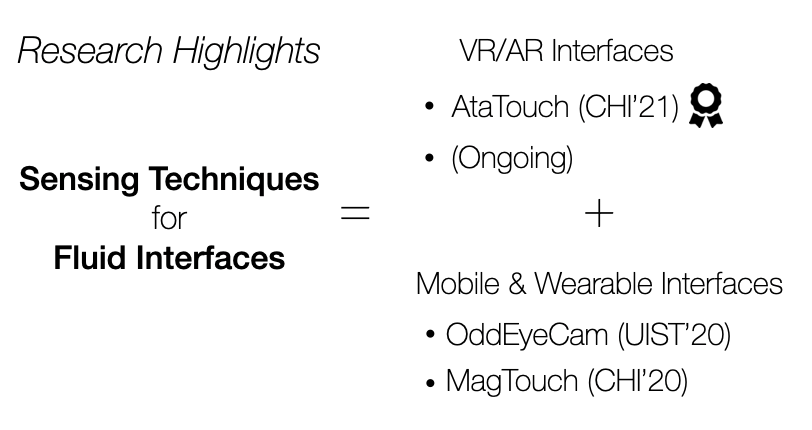 Research Highlights
Sensing Techniques
for
Fluid Interfaces
=
VR/AR Interfaces
• AtaTouch (CHI’21)
• (Ongoing)
+
Mobile & Wearable Interfaces
• OddEyeCam (UIST’20)
• MagTouch (CHI’20)